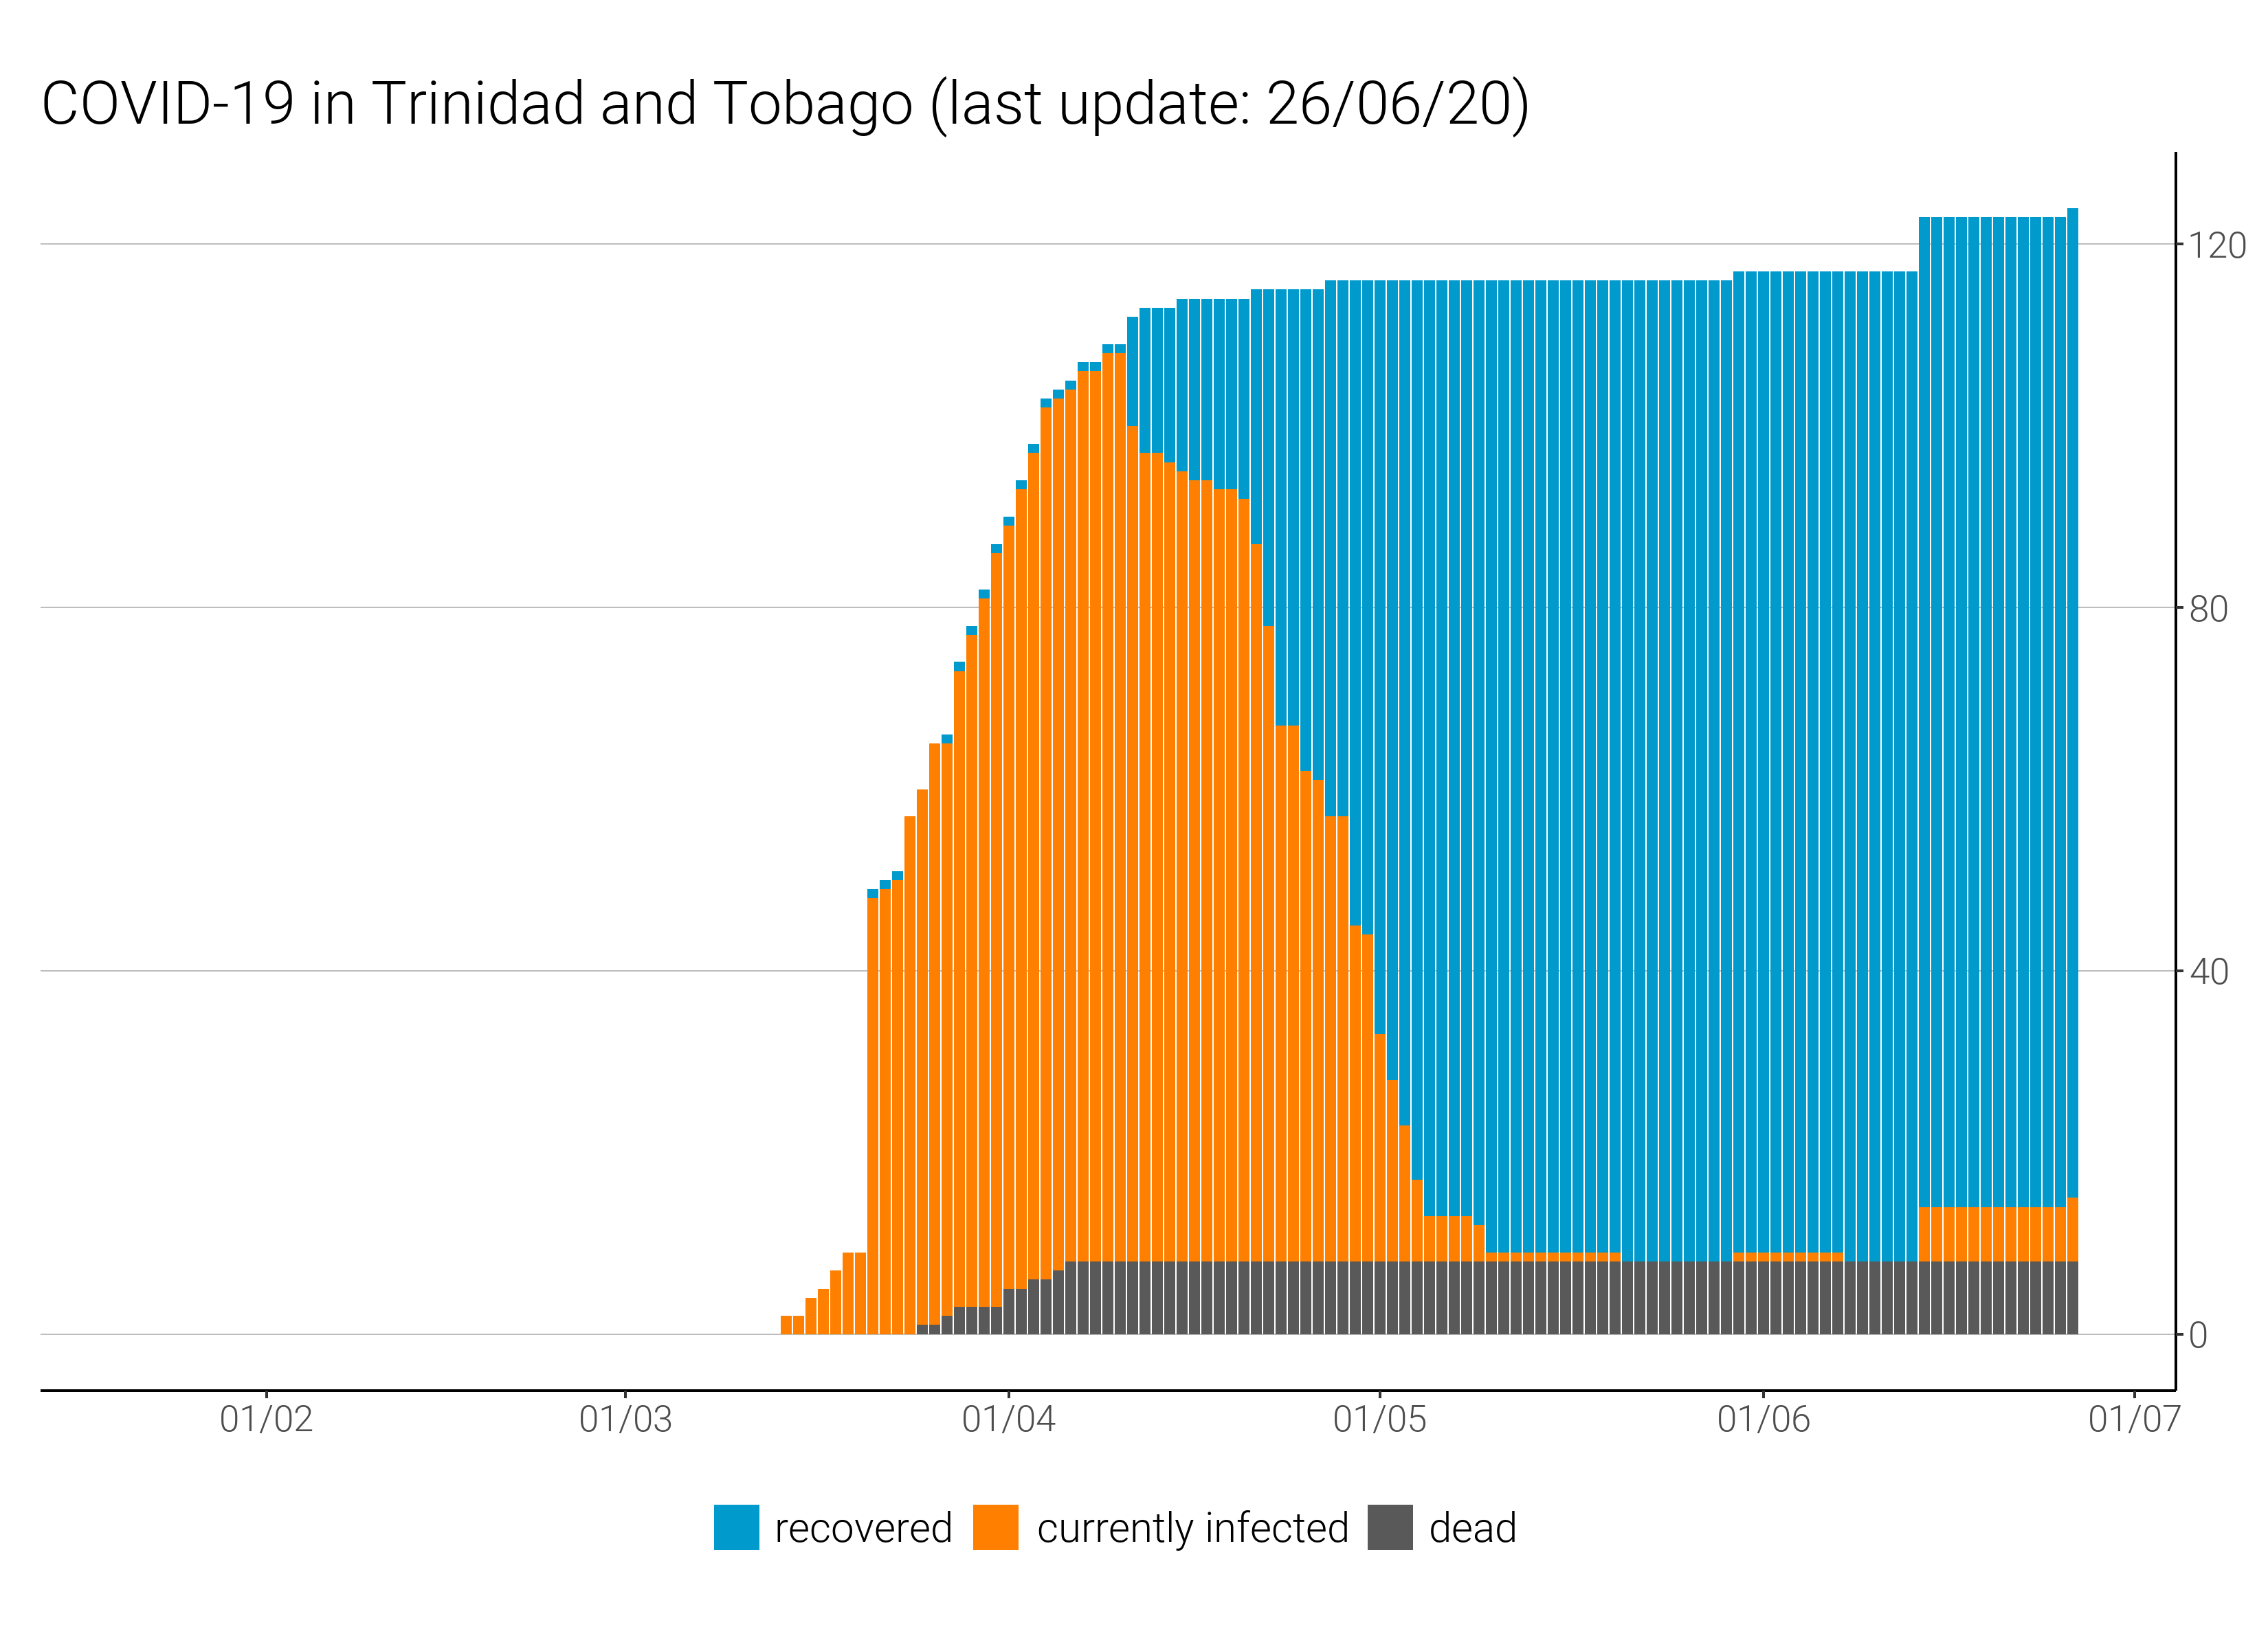 COVID-19 in Trinidad and Tobago (last update: 26/06/20)
120
80
40
0
01/02 01/03 01/04 01/05 01/06 01/07
recovered currently infected dead